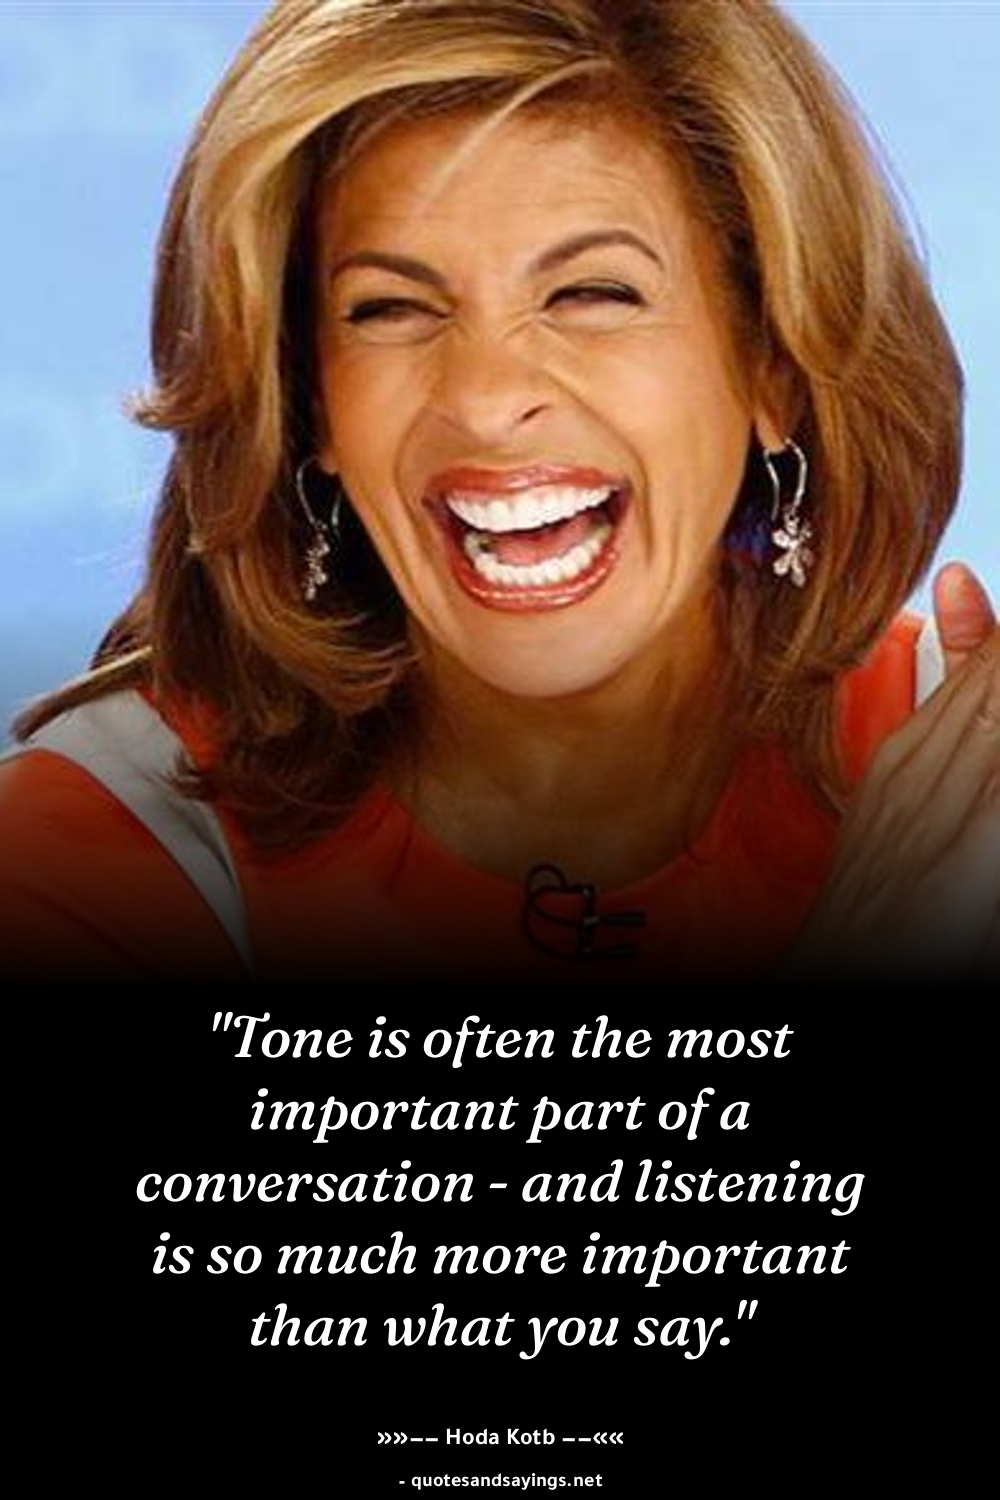 "Tone is often the most
important part of a
conversation - and listening
is so much more important
than what you say."
»»–– Hoda Kotb ––««
- quotesandsayings.net